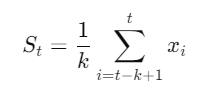 $S_t = \frac{1}{k} \sum_{i=t-k+1}^{t} x_i$